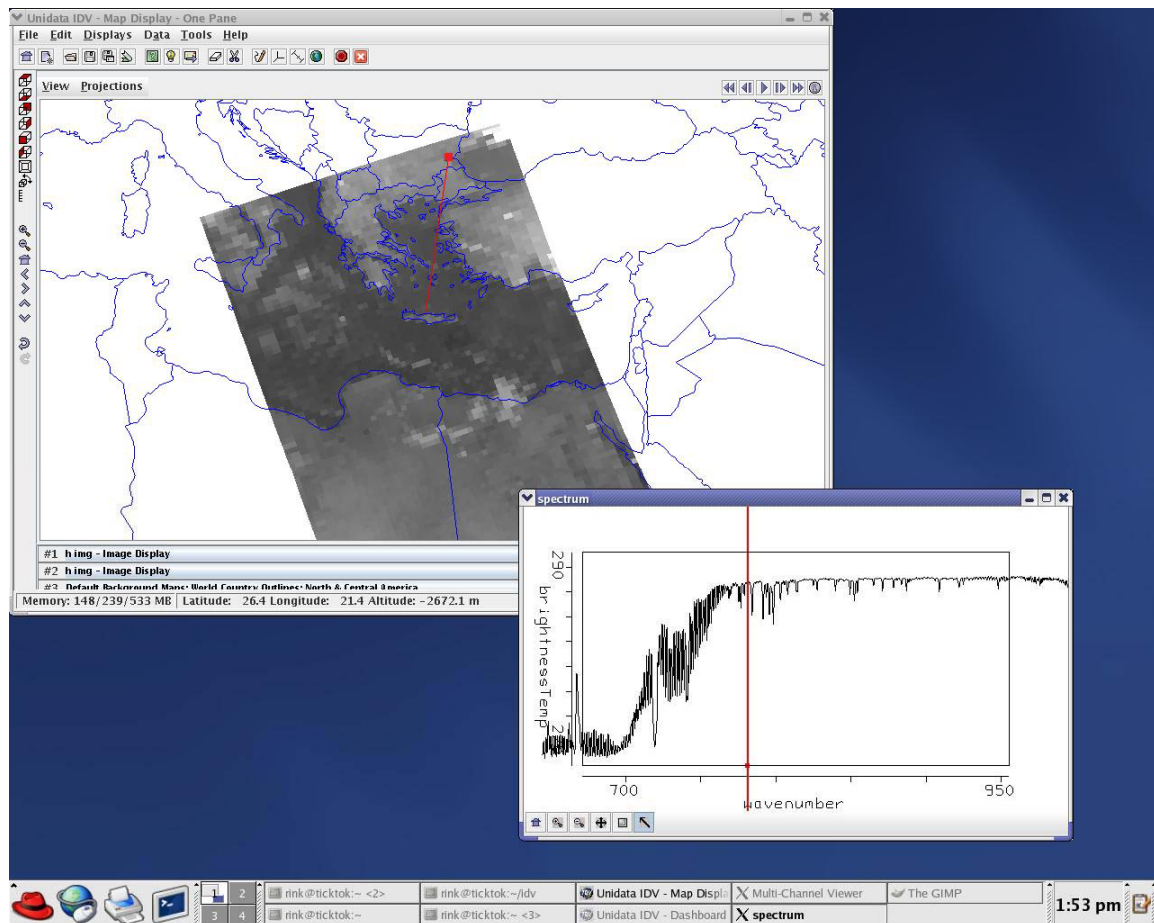 Unidata IDV - Map Display - One Pane
File Edit Displays Data Tools Help
View Projections
#1 h img - Image Display
#2 h img - Image Display
#3 Default Background Maps: World Country Outlines; North & Central America
Memory: 148/239/533 MB Latitude: 26.4 Longitude: 21.4 Altitude: -2672.1 m
spectrum
290
brightnessTemp
700
950
wavenumber
1 2
3 4
rink@ticktok:~ <2>
rink@ticktok:~/idv
Unidata IDV - Map Displa
Multi-Channel Viewer
The GIMP
rink@ticktok:~
rink@ticktok:~ <3>
Unidata IDV - Dashboard
spectrum
1:53 pm